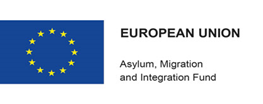 EUROPEAN UNION
Asylum, Migration
and Integration Fund